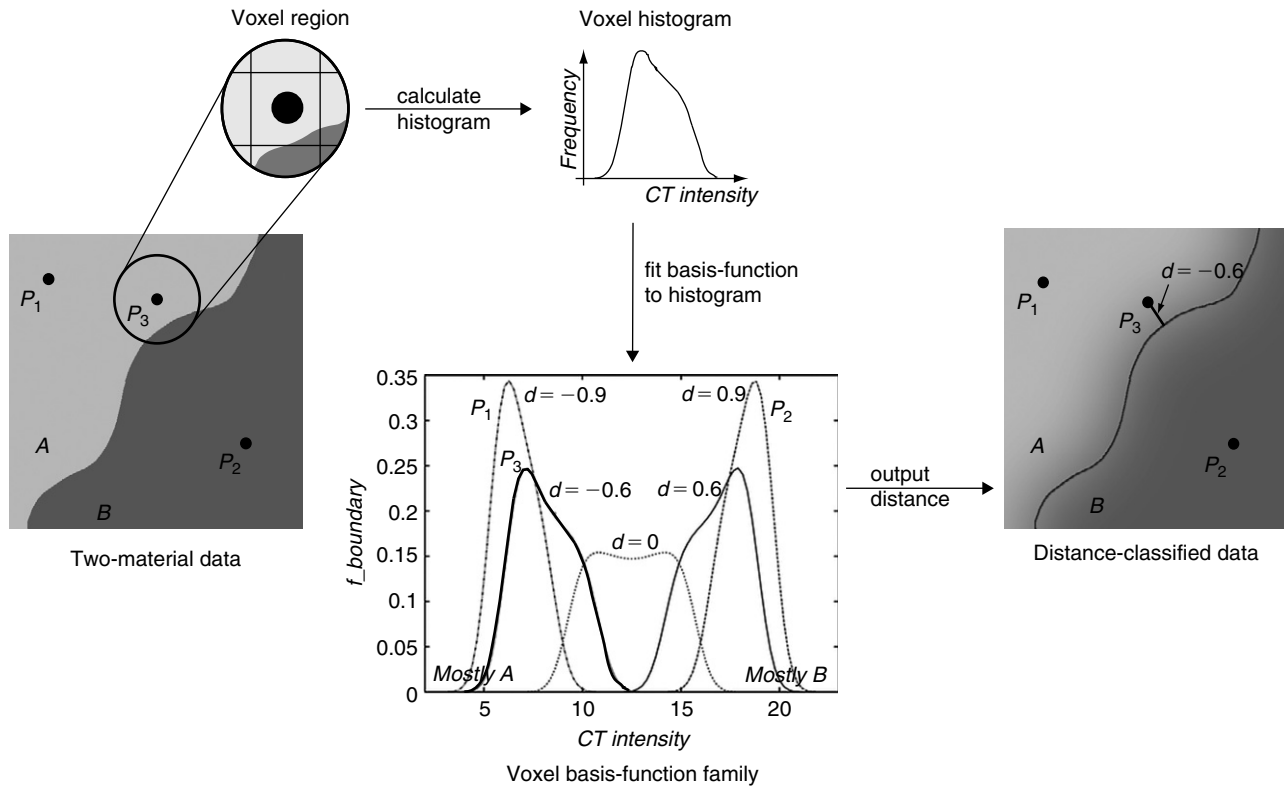 Voxel region
Voxel histogram
calculate
histogram
Frequency
CT intensity
P1
P3
A
P2
B
Two-material data
fit basis-function
to histogram
0.35
0.3
0.25
0.2
0.15
0.1
0.05
0
f_boundary
P1
d = −0.9
d = 0.9
P2
P3
d = −0.6
d = 0.6
d = 0
Mostly A
Mostly B
5
10
15
20
CT intensity
Voxel basis-function family
output
distance
d = −0.6
P1
P3
A
P2
B
Distance-classified data